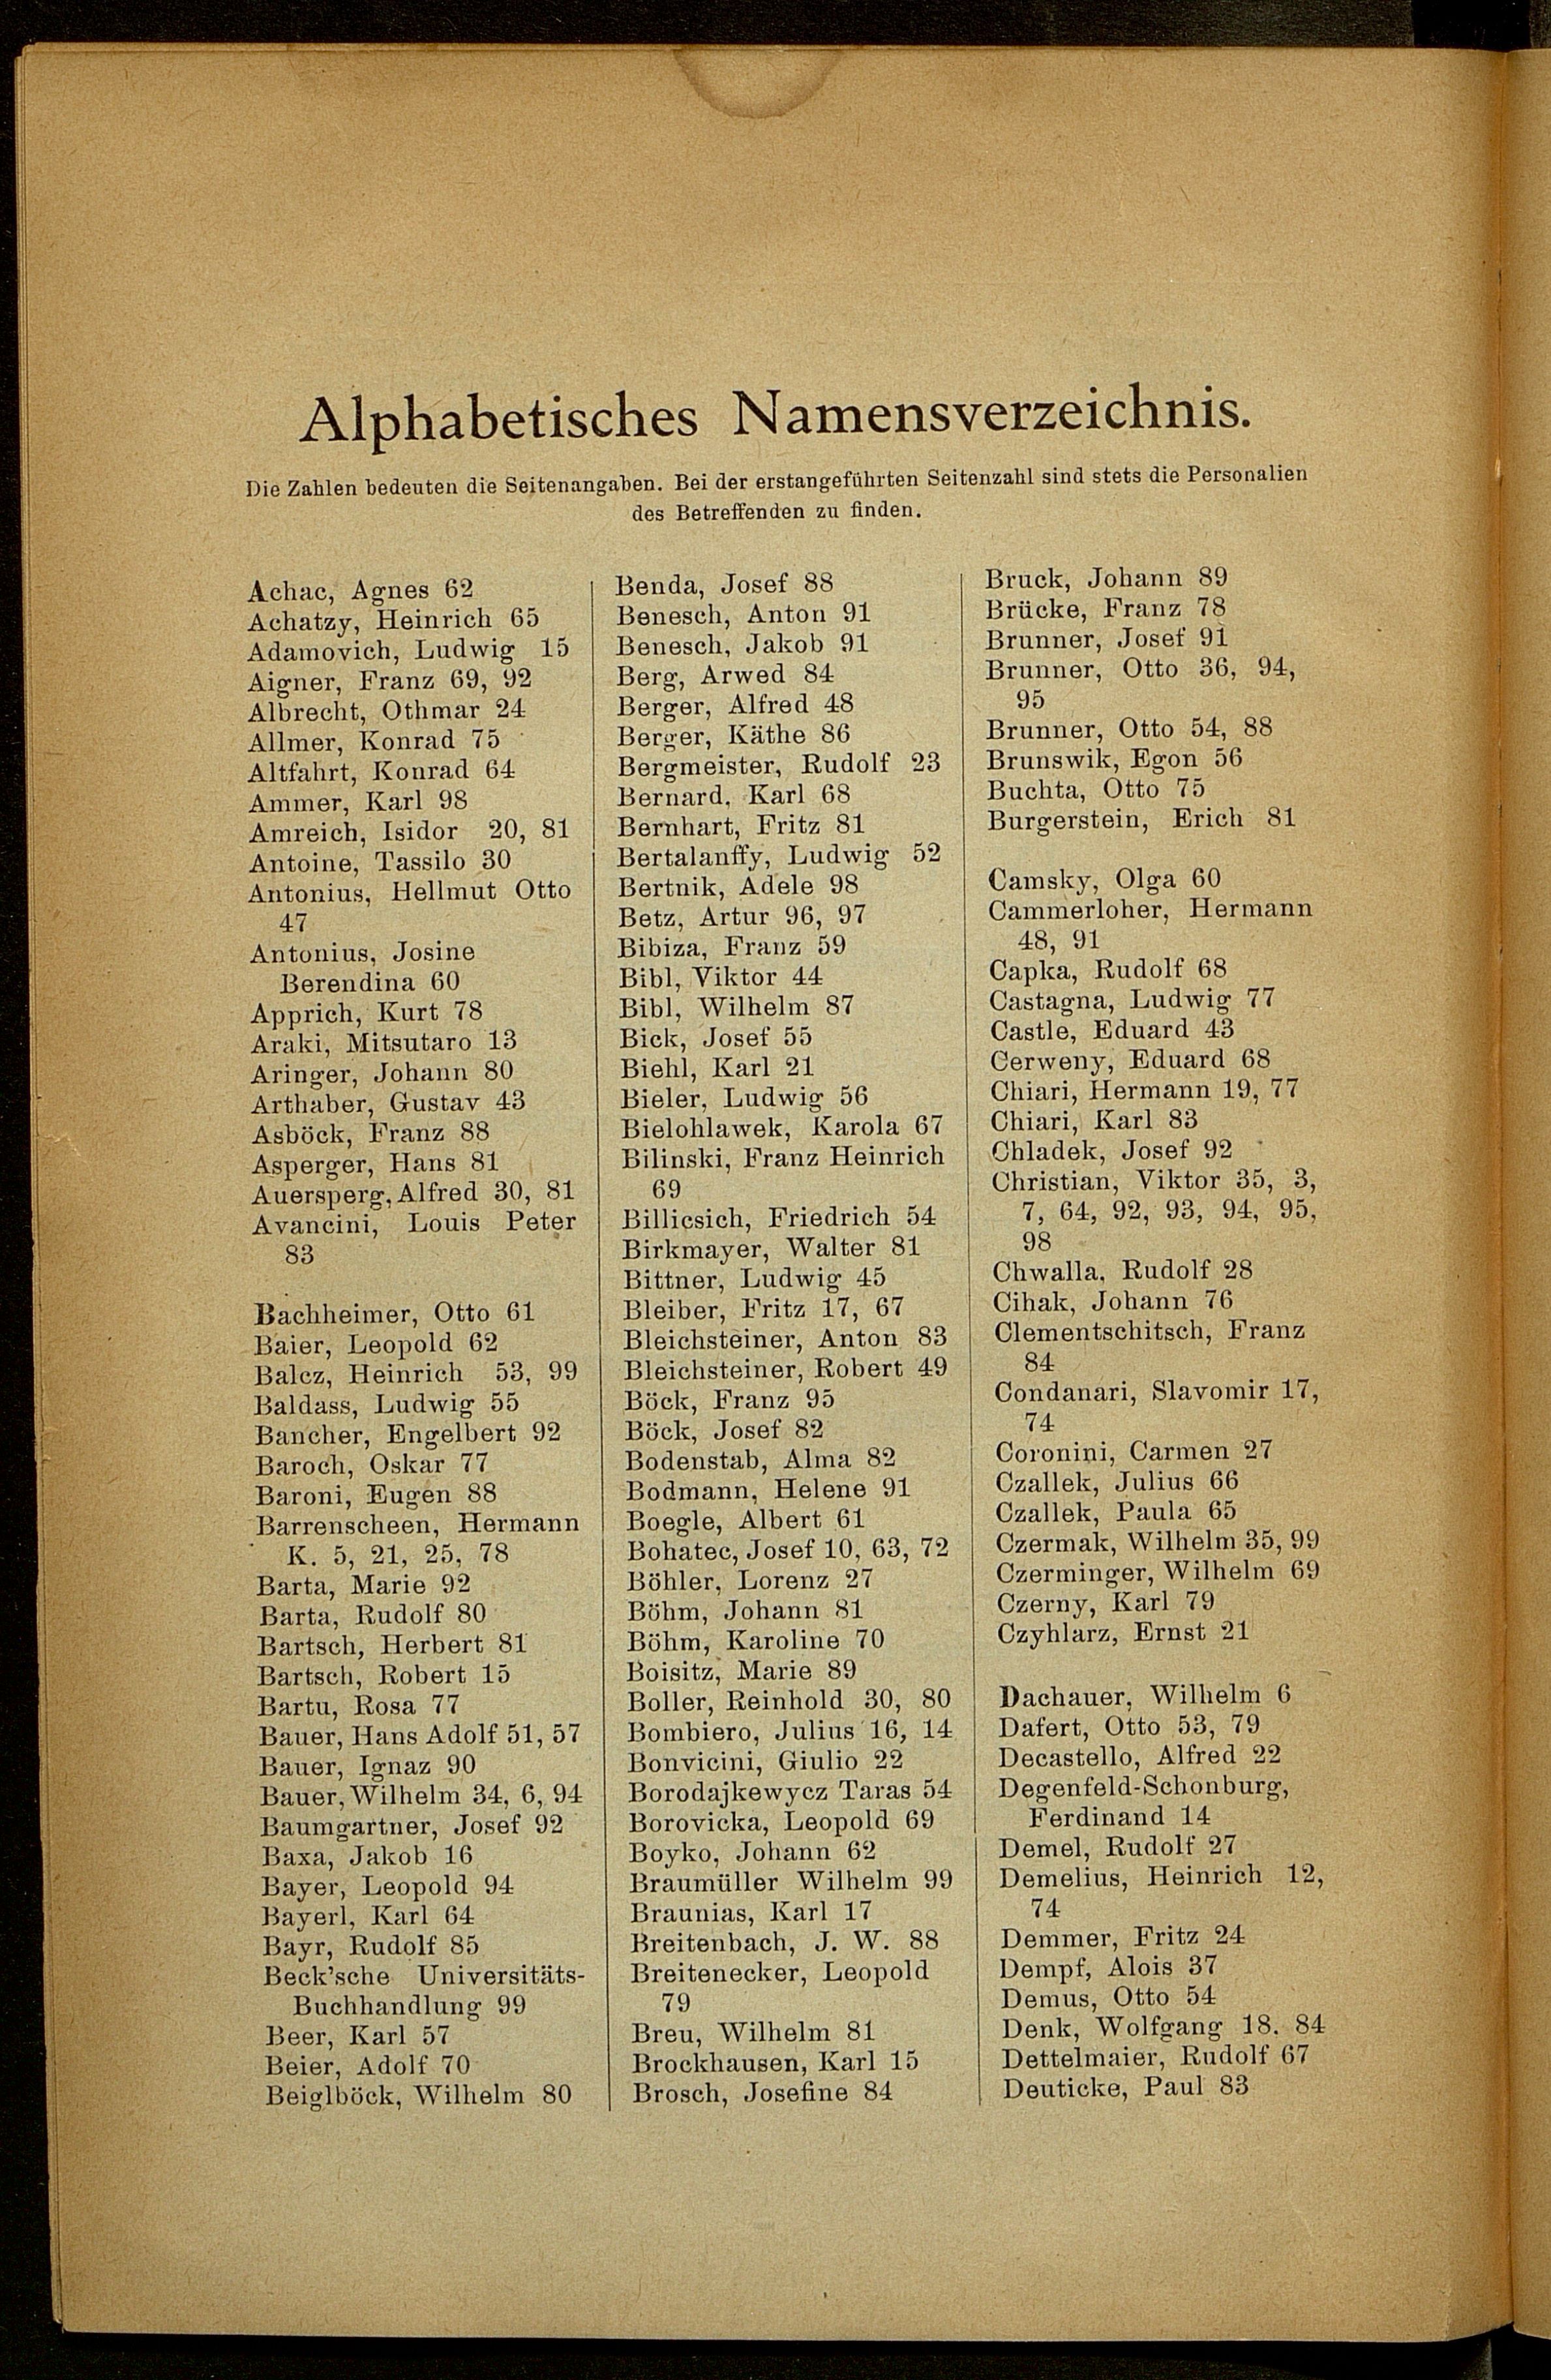 Alphabetisches Namensverzeichnis.
Die Zahlen bedeuten die Seitenangaben. Bei der erstangeführten Seitenzahl sind stets die Personalien
des Betreffenden zu finden.
Achac, Agnes 62
Achatzy, Heinrich 65
Adamovich, Ludwig 15
Aigner, Franz 69, 92
Albrecht, Othmar 24
Allmer, Konrad 75
Altfahrt, Konrad 64
Ammer, Karl 98
Amreich, Isidor 20, 81
Antoine, Tassilo 30
Antonius, Hellmut Otto
47
Antonius, Josine
Berendina 60
Apprich, Kurt 78
Araki, Mitsutaro 13
Aringer, Johann 80
Arthaber, Gustav 43
Asböck, Franz 88
Asperger, Hans 81
Auersperg, Alfred 30, 81
Avancini, Louis Peter
83
Bachheimer, Otto 61
Baier, Leopold 62
Balcz, Heinrich 53, 99
Baldass, Ludwig 55
Bancher, Engelbert 92
Baroch, Oskar 77
Baroni, Eugen 88
Barrenscheen, Hermann
K. 5, 21, 25, 78
Barta, Marie 92
Barta, Rudolf 80
Bartsch, Herbert 81
Bartsch, Robert 15
Bartu, Rosa 77
Bauer, Hans Adolf 51, 57
Bauer, Ignaz 90
Bauer, Wilhelm 34, 6, 94
Baumgartner, Josef 92
Baxa, Jakob 16
Bayer, Leopold 94
Bayerl, Karl 64
Bayr, Rudolf 85
Beck'sche Universitäts-
Buchhandlung 99
Beer, Karl 57
Beier, Adolf 70
Beiglböck, Wilhelm 80
Benda, Josef 88
Benesch, Anton 91
Benesch, Jakob 91
Berg, Arwed 84
Berger, Alfred 48
Berger, Käthe 86
Bergmeister, Rudolf 23
Bernard, Karl 68
Bernhart, Fritz 81
Bertalanffy, Ludwig 52
Bertnik, Adele 98
Betz, Artur 96, 97
Bibiza, Franz 59
Bibl, Viktor 44
Bibl, Wilhelm 87
Bick, Josef 55
Biehl, Karl 21
Bieler, Ludwig 56
Bielohlawek, Karola 67
Bilinski, Franz Heinrich
69
Billicsich, Friedrich 54
Birkmayer, Walter 81
Bittner, Ludwig 45
Bleiber, Fritz 17, 67
Bleichsteiner, Anton 83
Bleichsteiner, Robert 49
Böck, Franz 95
Böck, Josef 82
Bodenstab, Alma 82
Bodmann, Helene 91
Boegle, Albert 61
Bohatec, Josef 10, 63, 72
Böhler, Lorenz 27
Böhm, Johann 81
Böhm, Karoline 70
Boisitz, Marie 89
Boller, Reinhold 30, 80
Bombiero, Julius 16, 14
Bonvicini, Giulio 22
Borodajkewycz Taras 54
Borovicka, Leopold 69
Boyko, Johann 62
Braumüller Wilhelm 99
Braunias, Karl 17
Breitenbach, J. W. 88
Breitenecker, Leopold
79
Breu, Wilhelm 81
Brockhausen, Karl 15
Brosch, Josefine 84
Bruck, Johann 89
Brücke, Franz 78
Brunner, Josef 91
Brunner, Otto 36, 94,
95
Brunner, Otto 54, 88
Brunswik, Egon 56
Buchta, Otto 75
Burgerstein, Erich 81
Camsky, Olga 60
Cammerloher, Hermann
48, 91
Capka, Rudolf 68
Castagna, Ludwig 77
Castle, Eduard 43
Cerweny, Eduard 68
Chiari, Hermann 19, 77
Chiari, Karl 83
Chladek, Josef 92
Christian, Viktor 35, 3,
7, 64, 92, 93, 94, 95,
98
Chwalla, Rudolf 28
Cihak, Johann 76
Clementschitsch, Franz
84
Condanari, Slavomir 17,
74
Coronini, Carmen 27
Czallek, Julius 66
Czallek, Paula 65
Czermak, Wilhelm 35, 99
Czerminger, Wilhelm 69
Czerny, Karl 79
Czyhlarz, Ernst 21
Dachauer, Wilhelm 6
Dafert, Otto 53, 79
Decastello, Alfred 22
Degenfeld-Schonburg,
Ferdinand 14
Demel, Rudolf 27
Demelius, Heinrich 12,
74
Demmer, Fritz 24
Dempf, Alois 37
Demus, Otto 54
Denk, Wolfgang 18. 84
Dettelmaier, Rudolf 67
Deuticke, Paul 83